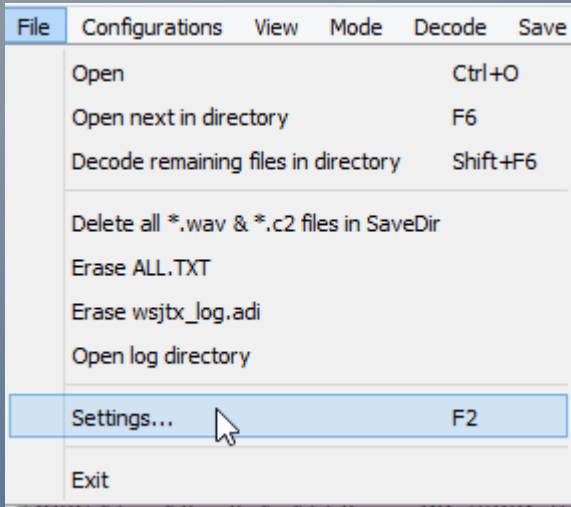 File Configurations View Mode Decode Save
Open Ctrl+O
Open next in directory F6
Decode remaining files in directory Shift+F6
Delete all *.wav & *.c2 files in SaveDir
Erase ALL.TXT
Erase wsjtx_log.adi
Open log directory
Settings... F2
Exit